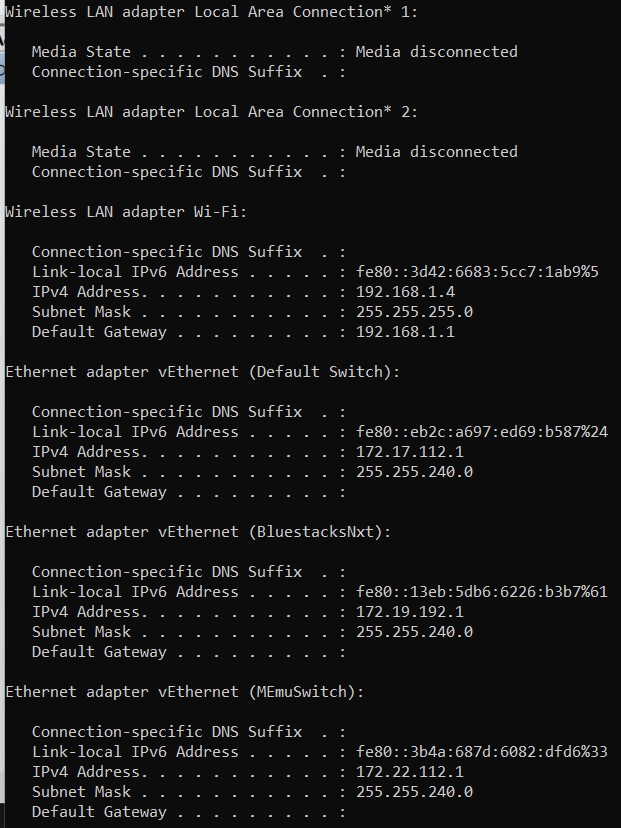 Wireless LAN adapter Local Area Connection* 1:
Media State . . . . . . . . . . . : Media disconnected
Connection-specific DNS Suffix  . :
Wireless LAN adapter Local Area Connection* 2:
Media State . . . . . . . . . . . : Media disconnected
Connection-specific DNS Suffix  . :
Wireless LAN adapter Wi-Fi:
Connection-specific DNS Suffix  . :
Link-local IPv6 Address . . . . . : fe80::3d42:6683:5cc7:1ab9%5
IPv4 Address. . . . . . . . . . . : 192.168.1.4
Subnet Mask . . . . . . . . . . . : 255.255.255.0
Default Gateway . . . . . . . . . : 192.168.1.1
Ethernet adapter vEthernet (Default Switch):
Connection-specific DNS Suffix  . :
Link-local IPv6 Address . . . . . : fe80::eb2c:a697:ed69:b587%24
IPv4 Address. . . . . . . . . . . : 172.17.112.1
Subnet Mask . . . . . . . . . . . : 255.255.240.0
Default Gateway . . . . . . . . . :
Ethernet adapter vEthernet (BluestacksNxt):
Connection-specific DNS Suffix  . :
Link-local IPv6 Address . . . . . : fe80::13eb:5db6:6226:b3b7%61
IPv4 Address. . . . . . . . . . . : 172.19.192.1
Subnet Mask . . . . . . . . . . . : 255.255.240.0
Default Gateway . . . . . . . . . :
Ethernet adapter vEthernet (MEmuSwitch):
Connection-specific DNS Suffix  . :
Link-local IPv6 Address . . . . . : fe80::3b4a:687d:6082:dfd6%33
IPv4 Address. . . . . . . . . . . : 172.22.112.1
Subnet Mask . . . . . . . . . . . : 255.255.240.0
Default Gateway . . . . . . . . . :